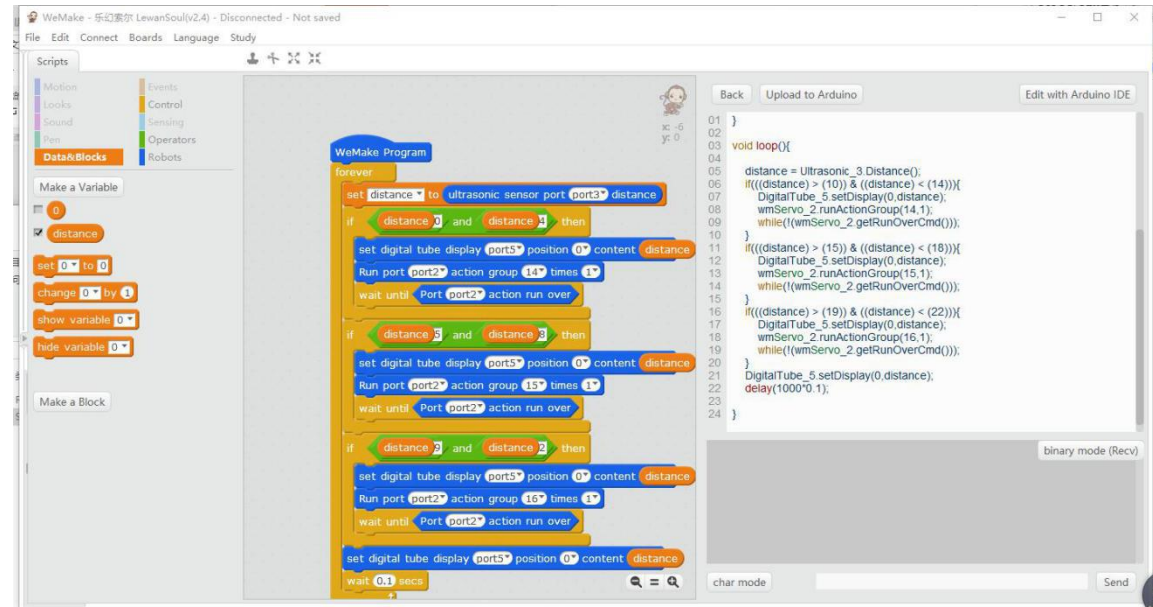 WeMake - 乐幻索尔 LewanSoul(v2.4) - Disconnected - Not saved
File Edit Connect Boards Language Study
Scripts
Motion Events
Looks Control
Sound Sensing
Pen Operators
Data&Blocks Robots
Make a Variable
0
distance
set 0 to 0
change 0 by 1
show variable 0
hide variable 0
Make a Block
x: -6
y: 0
WeMake Program
forever
set distance to ultrasonic sensor port port3 distance
if distance 0 and distance 4 then
set digital tube display port5 position 0 content distance
Run port port2 action group 14 times 1
wait until Port port2 action run over
if distance 5 and distance 8 then
set digital tube display port5 position 0 content distance
Run port port2 action group 15 times 1
wait until Port port2 action run over
if distance 9 and distance 2 then
set digital tube display port5 position 0 content distance
Run port port2 action group 16 times 1
wait until Port port2 action run over
set digital tube display port5 position 0 content distance
wait 0.1 secs
Back Upload to Arduino Edit with Arduino IDE
01 }
02
03 void loop(){
04
05 distance = Ultrasonic_3.Distance();
06 if(((distance) > (10)) & ((distance) < (14))){
07 DigitalTube_5.setDisplay(0,distance);
08 wmServo_2.runActionGroup(14,1);
09 while(!(wmServo_2.getRunOverCmd()));
10 }
11 if(((distance) > (15)) & ((distance) < (18))){
12 DigitalTube_5.setDisplay(0,distance);
13 wmServo_2.runActionGroup(15,1);
14 while(!(wmServo_2.getRunOverCmd()));
15 }
16 if(((distance) > (19)) & ((distance) < (22))){
17 DigitalTube_5.setDisplay(0,distance);
18 wmServo_2.runActionGroup(16,1);
19 while(!(wmServo_2.getRunOverCmd()));
20 }
21 DigitalTube_5.setDisplay(0,distance);
22 delay(1000*0.1);
23
24 }
binary mode (Recv)
char mode Send